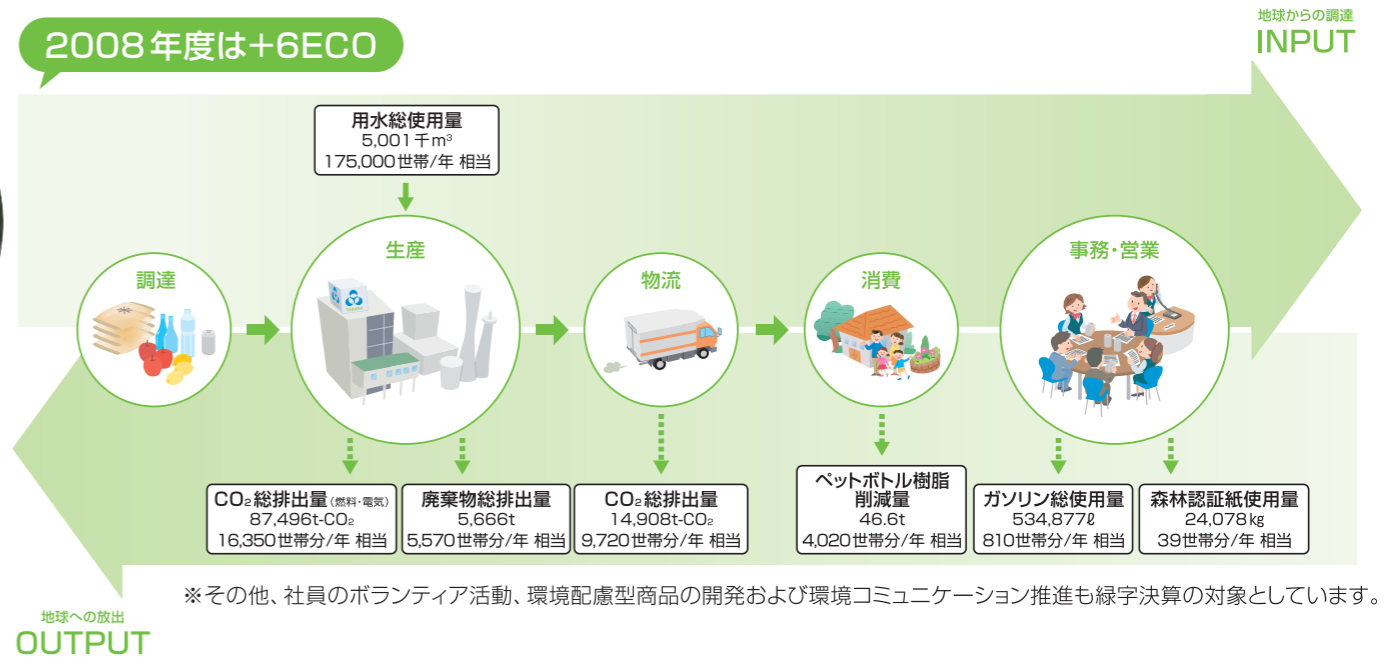 2008年度は+6ECO
地球からの調達
INPUT
用水総使用量
5,001千m³
175,000世帯/年 相当
調達
生産
物流
消費
事務・営業
CO₂総排出量(燃料・電気)
87,496t-CO₂
16,350世帯分/年 相当
廃棄物総排出量
5,666t
5,570世帯分/年 相当
CO₂総排出量
14,908t-CO₂
9,720世帯分/年 相当
ペットボトル樹脂
削減量
46.6t
4,020世帯分/年 相当
ガソリン総使用量
534,877ℓ
810世帯分/年 相当
森林認証紙使用量
24,078㎏
39世帯分/年 相当
※その他、社員のボランティア活動、環境配慮型商品の開発および環境コミュニケーション推進も緑字決算の対象としています。
地球への放出
OUTPUT